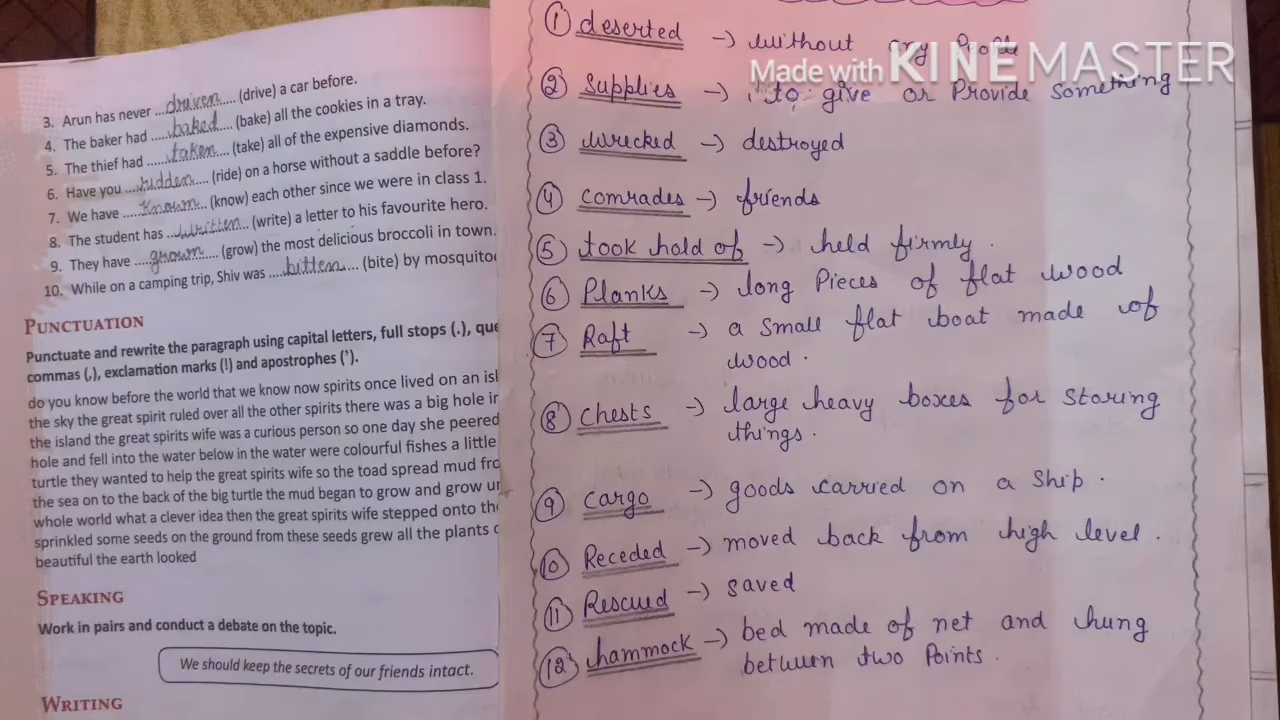 3. Arun has never ...driven.... (drive) a car before.
4. The baker had ....baked.... (bake) all the cookies in a tray.
5. The thief had .....taken.... (take) all of the expensive diamonds.
6. Have you ....ridden.... (ride) on a horse without a saddle before?
7. We have ....known.... (know) each other since we were in class 1.
8. The student has ...written... (write) a letter to his favourite hero.
9. They have ....grown.... (grow) the most delicious broccoli in town.
10. While on a camping trip, Shiv was ....bitten.... (bite) by
PUNCTUATION
Punctuate and rewrite the paragraph using capital letters, full stops (.),
commas (,), exclamation marks (!) and apostrophes (’).
do you know before the world that we know now spirits once lived on an
the sky the great spirit ruled over all the other spirits there was a big hole
the island the great spirits wife was a curious person so one day she peered
hole and fell into the water below in the water were colourful fishes a little
turtle they wanted to help the great spirits wife so the toad spread mud
the sea on to the back of the big turtle the mud began to grow and grow
whole world what a clever idea then the great spirits wife stepped onto
sprinkled some seeds on the ground from these seeds grew all the plants
beautiful the earth looked
SPEAKING
Work in pairs and conduct a debate on the topic.
We should keep the secrets of our friends intact.
WRITING
① deserted → without any
Made with KINEMASTER
② Supplies → to give or Provide Something
③ wrecked → destroyed
④ comrades → friends
⑤ took hold of → held firmly.
⑥ Planks → long Pieces of flat wood
⑦ Raft → a small flat boat made of
wood.
⑧ Chests → large heavy boxes for Storing
things.
⑨ Cargo → goods carried on a Ship.
⑩ Receded → moved back from high level.
⑪ Rescued → saved
⑫ hammock → bed made of net and hung
between two Points.